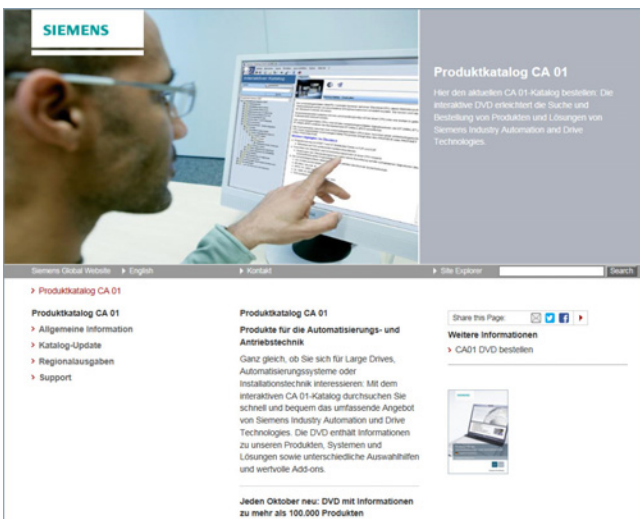 SIEMENS
Produktkatalog CA 01
Hier den aktuellen CA 01-Katalog bestellen: Die
interaktive DVD erleichtert die Suche und
Bestellung von Produkten und Lösungen von
Siemens Industry Automation and Drive
Technologies.
Siemens Global Website
English
Kontakt
Site Explorer
Search
Produktkatalog CA 01
Produktkatalog CA 01
Allgemeine Information
Katalog-Update
Regionalausgaben
Support
Produktkatalog CA 01
Produkte für die Automatisierungs- und
Antriebstechnik
Ganz gleich, ob Sie sich für Large Drives,
Automatisierungssysteme oder
Installationstechnik interessieren: Mit dem
interaktiven CA 01-Katalog durchsuchen Sie
schnell und bequem das umfassende Angebot
von Siemens Industry Automation und Drive
Technologies. Die DVD enthält Informationen
zu unseren Produkten, Systemen und
Lösungen sowie unterschiedliche Auswahlhilfen
und wertvolle Add-ons.
Jeden Oktober neu: DVD mit Informationen
zu mehr als 100.000 Produkten
Share this Page:
Weitere Informationen
CA01 DVD bestellen